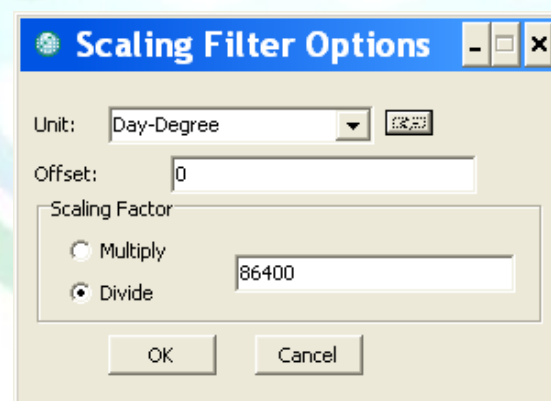 Scaling Filter Options
Unit: Day-Degree
Offset: 0
Scaling Factor
Multiply
86400
Divide
OK Cancel